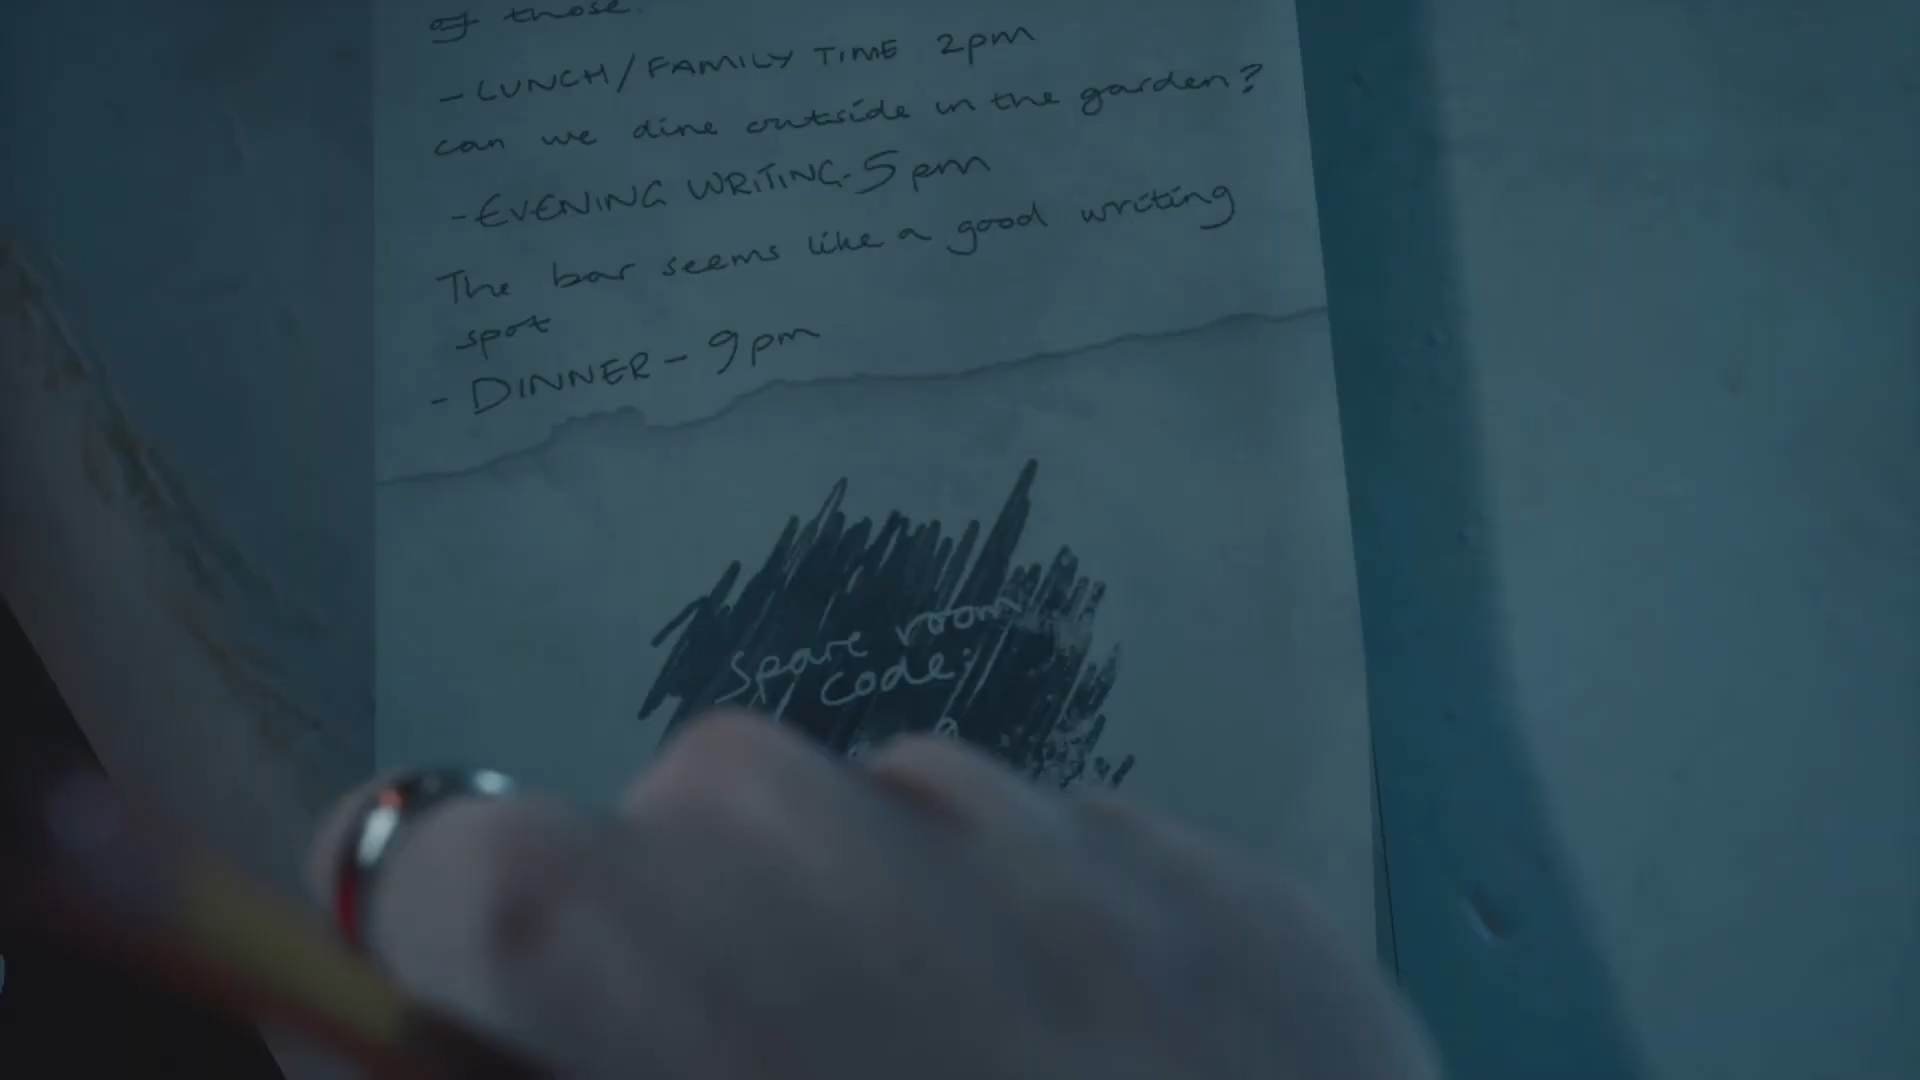 of those.
- LUNCH/FAMILY TIME 2pm
can we dine outside in the garden?
- EVENING WRITING - 5pm
The bar seems like a good writing
spot
- DINNER - 9pm
Spare room
code: